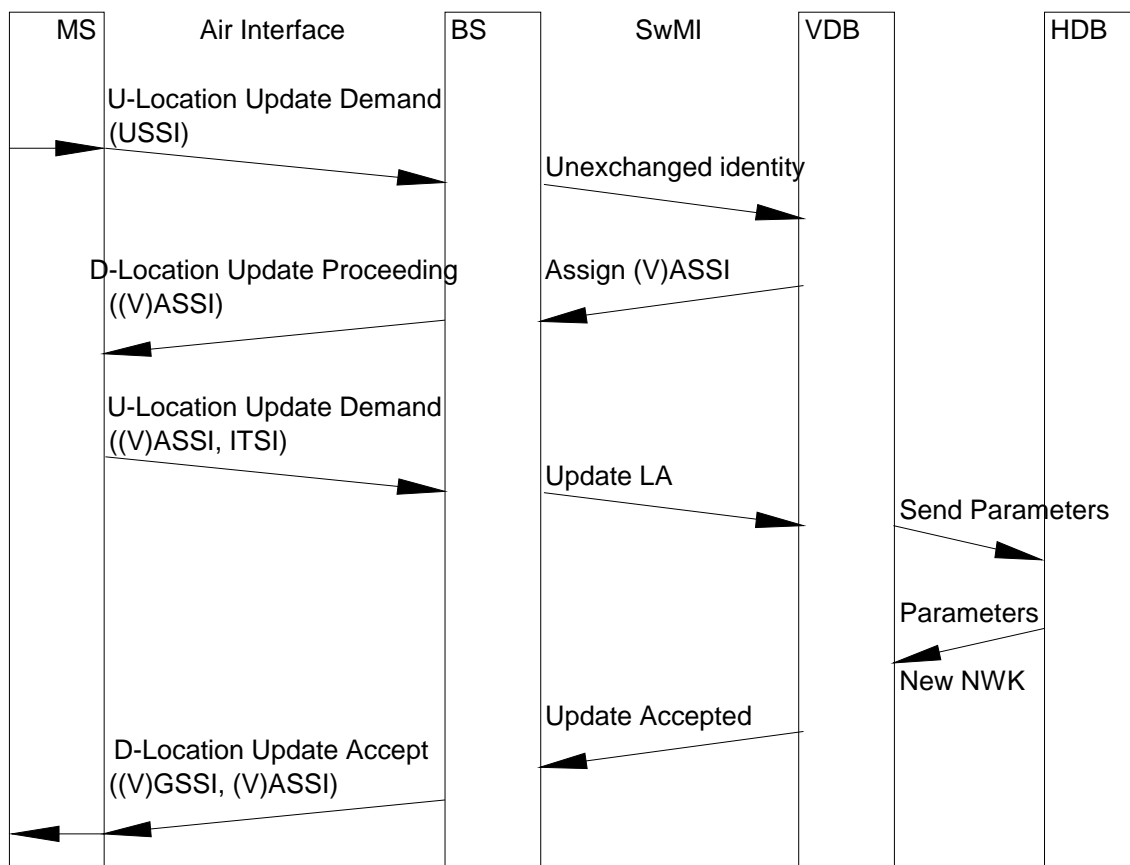 MS Air Interface BS SwMI VDB HDB
U-Location Update Demand
(USSI)
Unexchanged identity
D-Location Update Proceeding
((V)ASSI)
Assign (V)ASSI
U-Location Update Demand
((V)ASSI, ITSI)
Update LA
Send Parameters
Parameters
New NWK
Update Accepted
D-Location Update Accept
((V)GSSI, (V)ASSI)